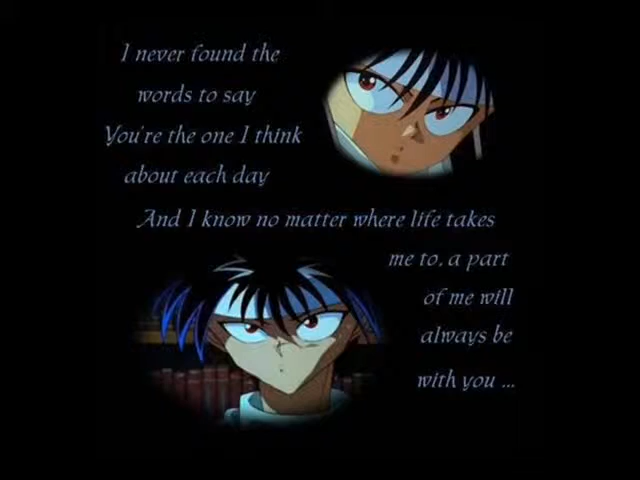 I never found the
words to say
You're the one I think
about each day
And I know no matter where life takes
me to, a part
of me will
always be
with you ...